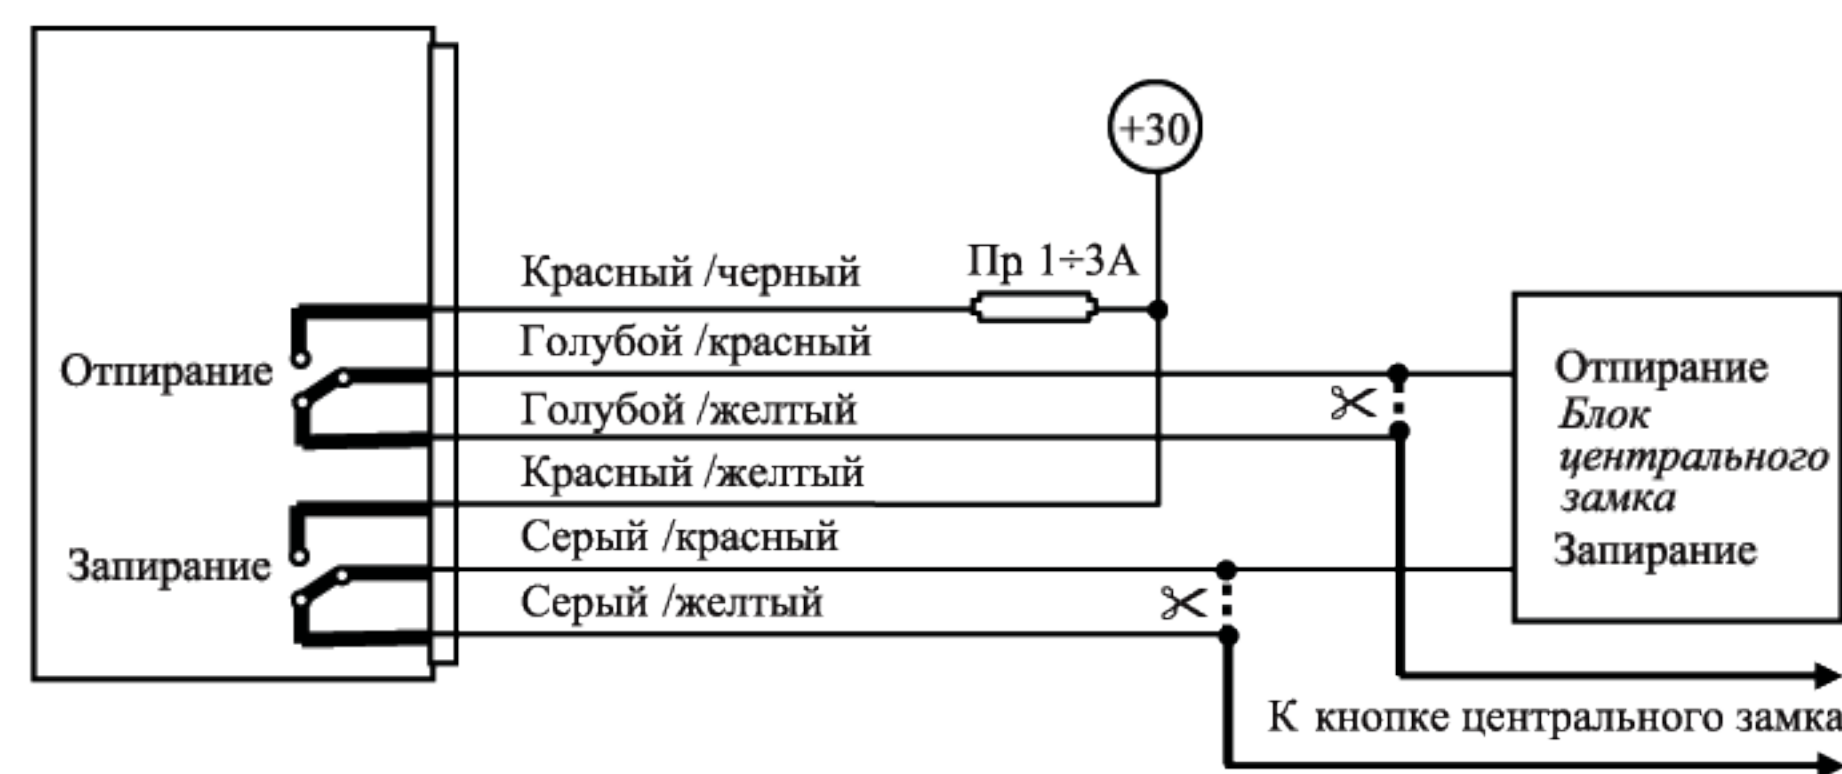 +30
Пр 1÷3А
Красный /черный
Голубой /красный
Отпирание
Голубой /желтый
Красный /желтый
Серый /красный
Запирание
Серый /желтый
Отпирание
Блок
центрального
замка
Запирание
К кнопке центрального замка